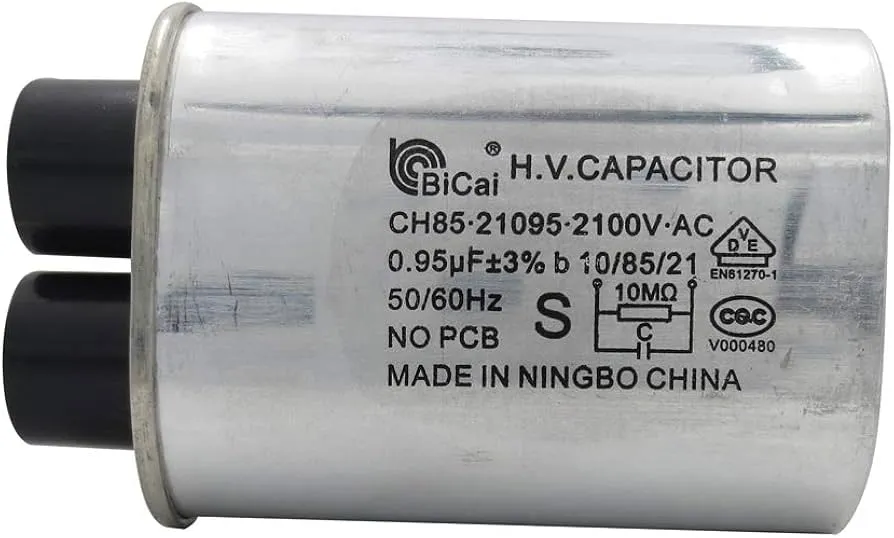 BiCai ® H.V.CAPACITOR
CH85·21095·2100V·AC
VDE
0.95μF±3% b 10/85/21
EN61270-1
50/60Hz
S
10MΩ
C
CQC
NO PCB
V000480
MADE IN NINGBO CHINA